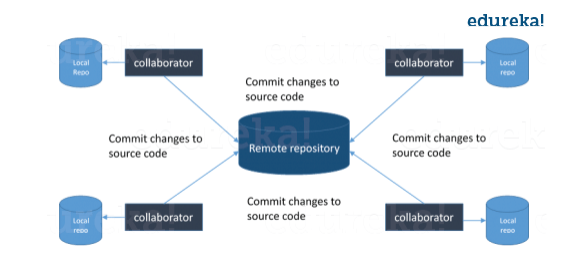 edureka!
Local
Repo
collaborator
collaborator
Local
repo
Commit changes to
source code
Commit changes to
source code
Remote repository
Commit changes to
source code
Commit changes to
source code
Local
repo
collaborator
collaborator
Local
repo